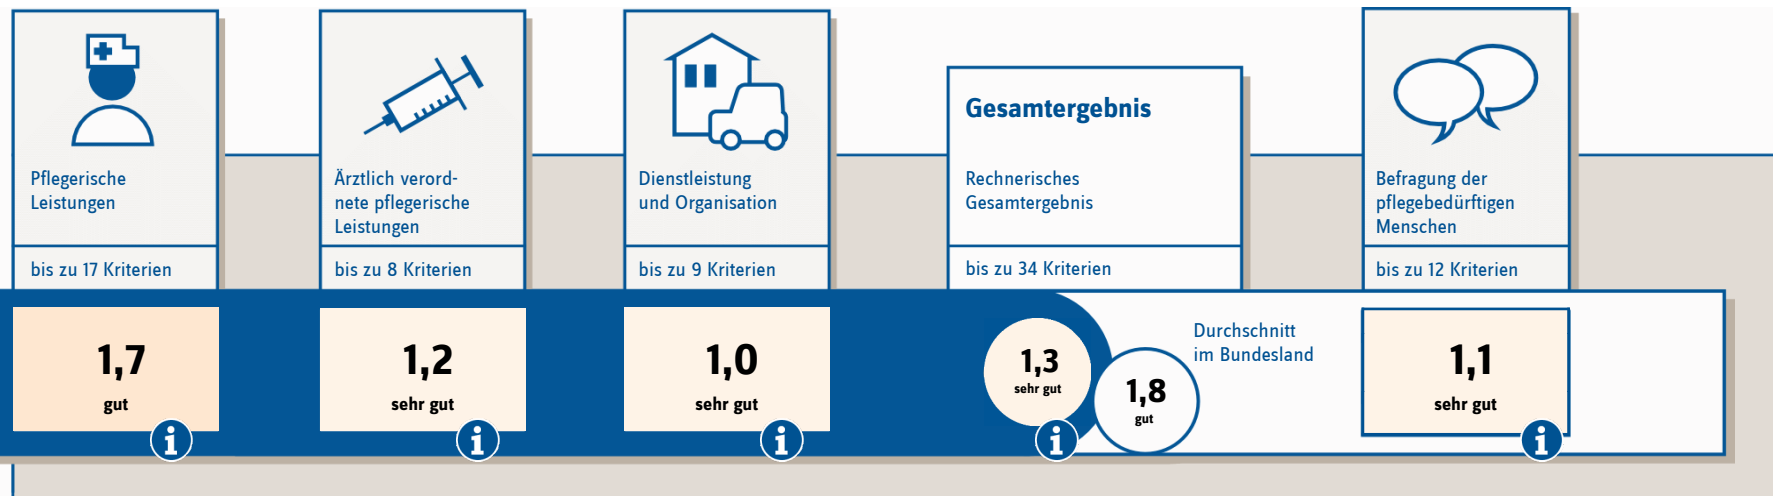 Pflegerische
Leistungen
bis zu 17 Kriterien
1,7
gut
Ärztlich verord-
nete pflegerische
Leistungen
bis zu 8 Kriterien
1,2
sehr gut
Dienstleistung
und Organisation
bis zu 9 Kriterien
1,0
sehr gut
Gesamtergebnis
Rechnerisches
Gesamtergebnis
bis zu 34 Kriterien
1,3
sehr gut
Durchschnitt
im Bundesland
1,8
gut
Befragung der
pflegebedürftigen
Menschen
bis zu 12 Kriterien
1,1
sehr gut